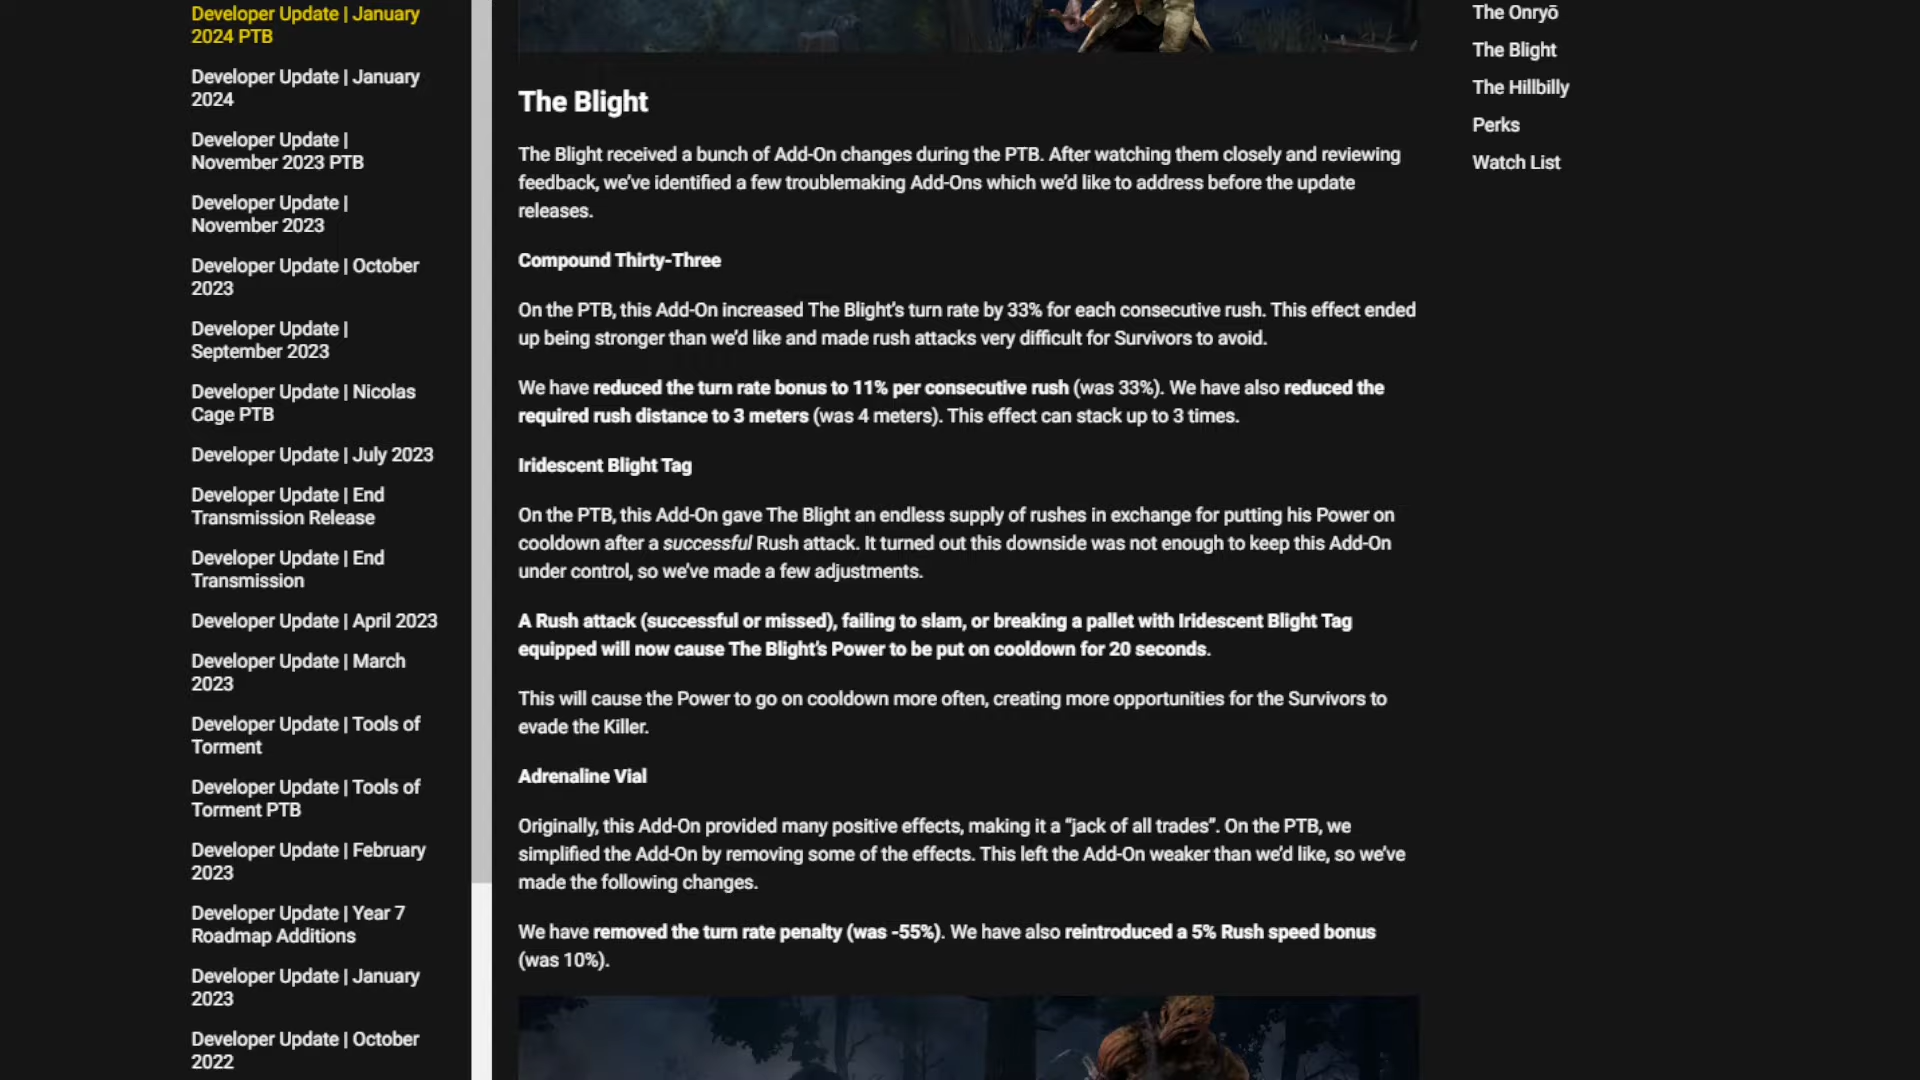 Developer Update | January
2024 PTB
Developer Update | January
2024
Developer Update |
November 2023 PTB
Developer Update |
November 2023
Developer Update | October
2023
Developer Update |
September 2023
Developer Update | Nicolas
Cage PTB
Developer Update | July 2023
Developer Update | End
Transmission Release
Developer Update | End
Transmission
Developer Update | April 2023
Developer Update | March
2023
Developer Update | Tools of
Torment
Developer Update | Tools of
Torment PTB
Developer Update | February
2023
Developer Update | Year 7
Roadmap Additions
Developer Update | January
2023
Developer Update | October
2022
The Blight
The Blight received a bunch of Add-On changes during the PTB. After watching them closely and reviewing
feedback, we’ve identified a few troublemaking Add-Ons which we’d like to address before the update
releases.
Compound Thirty-Three
On the PTB, this Add-On increased The Blight’s turn rate by 33% for each consecutive rush. This effect ended
up being stronger than we’d like and made rush attacks very difficult for Survivors to avoid.
We have reduced the turn rate bonus to 11% per consecutive rush (was 33%). We have also reduced the
required rush distance to 3 meters (was 4 meters). This effect can stack up to 3 times.
Iridescent Blight Tag
On the PTB, this Add-On gave The Blight an endless supply of rushes in exchange for putting his Power on
cooldown after a successful Rush attack. It turned out this downside was not enough to keep this Add-On
under control, so we’ve made a few adjustments.
A Rush attack (successful or missed), failing to slam, or breaking a pallet with Iridescent Blight Tag
equipped will now cause The Blight’s Power to be put on cooldown for 20 seconds.
This will cause the Power to go on cooldown more often, creating more opportunities for the Survivors to
evade the Killer.
Adrenaline Vial
Originally, this Add-On provided many positive effects, making it a “jack of all trades”. On the PTB, we
simplified the Add-On by removing some of the effects. This left the Add-On weaker than we’d like, so we’ve
made the following changes.
We have removed the turn rate penalty (was -55%). We have also reintroduced a 5% Rush speed bonus
(was 10%).
The Onryō
The Blight
The Hillbilly
Perks
Watch List